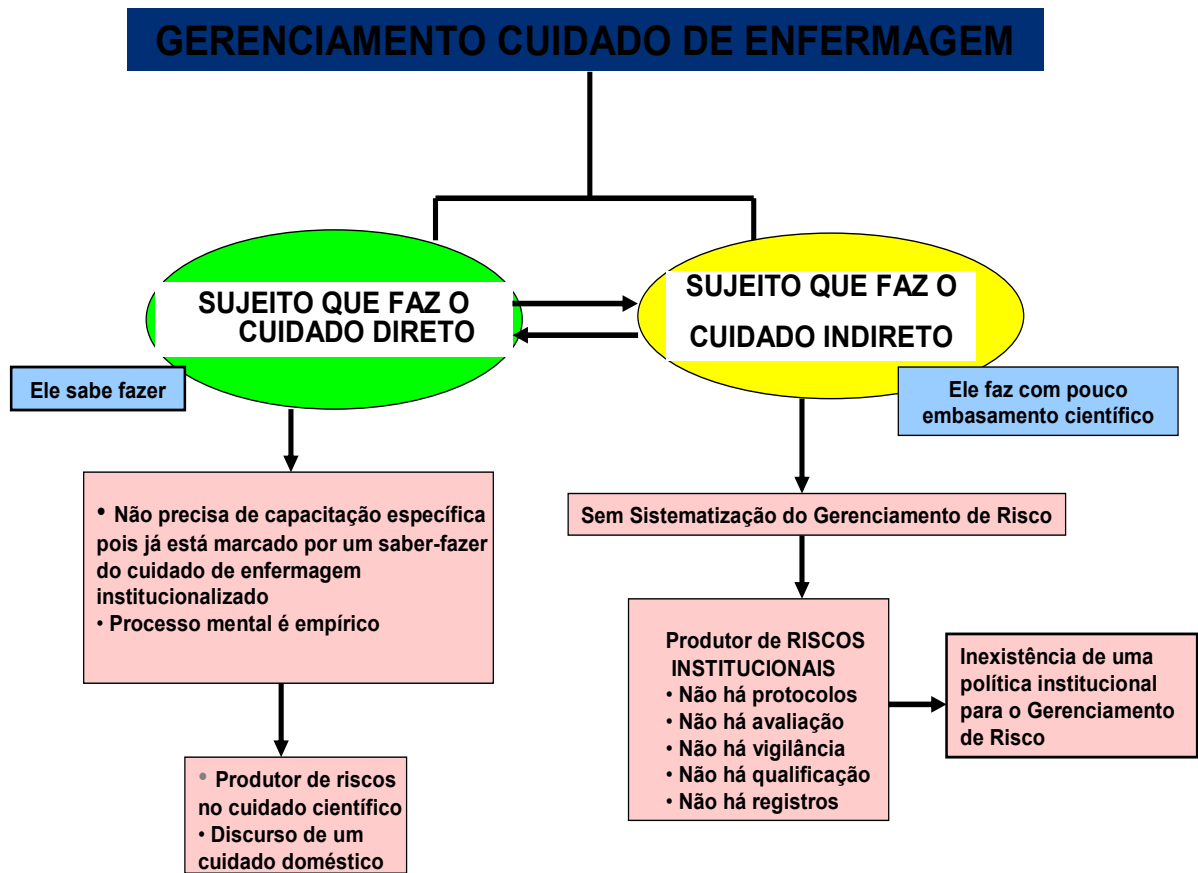 GERENCIAMENTO CUIDADO DE ENFERMAGEM
SUJEITO QUE FAZ O
CUIDADO DIRETO
SUJEITO QUE FAZ O
CUIDADO INDIRETO
Ele sabe fazer
Ele faz com pouco
embasamento científico
• Não precisa de capacitação específica
pois já está marcado por um saber-fazer
do cuidado de enfermagem
institucionalizado
• Processo mental é empírico
Sem Sistematização do Gerenciamento de Risco
• Produtor de riscos
no cuidado científico
• Discurso de um
cuidado doméstico
Produtor de RISCOS
INSTITUCIONAIS
• Não há protocolos
• Não há avaliação
• Não há vigilância
• Não há qualificação
• Não há registros
Inexistência de uma
política institucional
para o Gerenciamento
de Risco